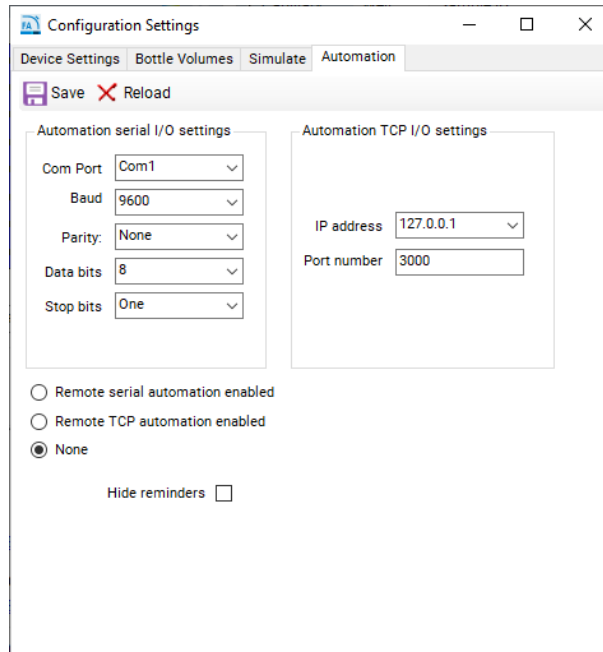 FA Configuration Settings
Device Settings Bottle Volumes Simulate Automation
Save Reload
Automation serial I/O settings
Com Port Com1
Baud 9600
Parity: None
Data bits 8
Stop bits One
Automation TCP I/O settings
IP address 127.0.0.1
Port number 3000
Remote serial automation enabled
Remote TCP automation enabled
None
Hide reminders